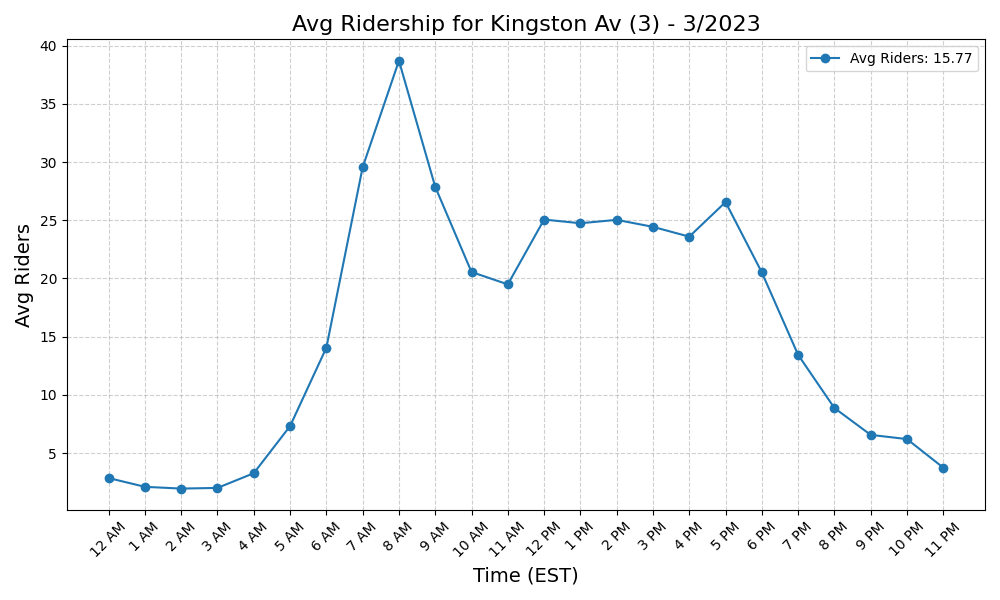 Avg Ridership for Kingston Av (3) - 3/2023
Avg Riders: 15.77
Avg Riders
40
35
30
25
20
15
10
5
12 AM
1 AM
2 AM
3 AM
4 AM
5 AM
6 AM
7 AM
8 AM
9 AM
10 AM
11 AM
12 PM
1 PM
2 PM
3 PM
4 PM
5 PM
6 PM
7 PM
8 PM
9 PM
10 PM
11 PM
Time (EST)